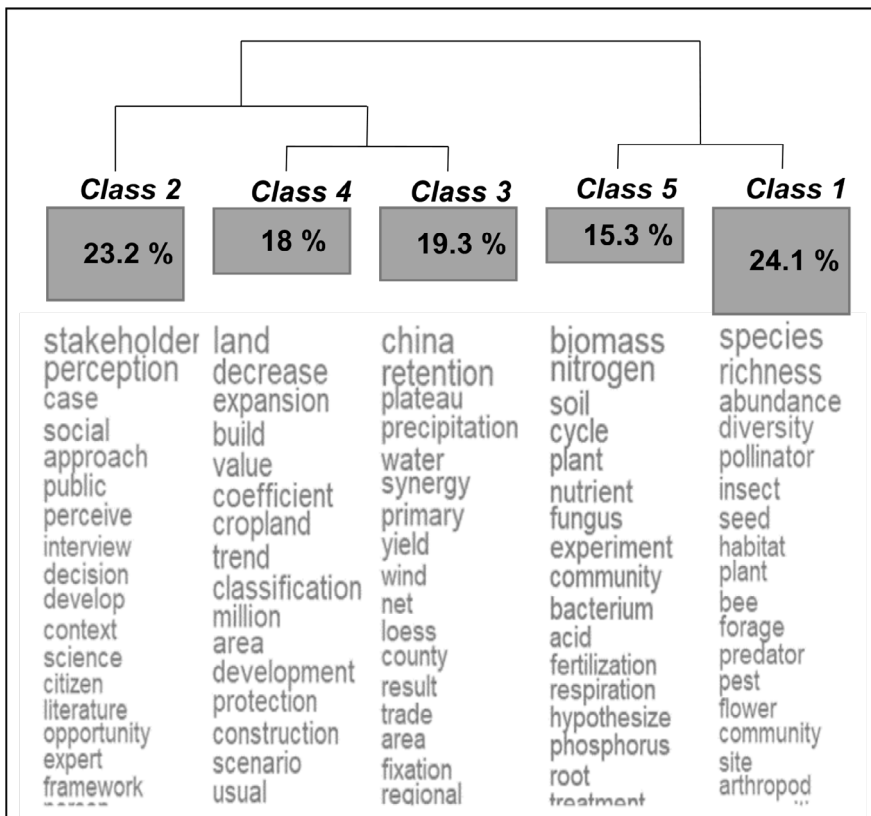 Class 2
23.2 %
stakeholder
perception
case
social
approach
public
perceive
interview
decision
develop
context
science
citizen
literature
opportunity
expert
framework
Class 4
18 %
land
decrease
expansion
build
value
coefficient
cropland
trend
classification
million
area
development
protection
construction
scenario
usual
Class 3
19.3 %
china
retention
plateau
precipitation
water
synergy
primary
yield
wind
net
loess
county
result
trade
area
fixation
regional
Class 5
15.3 %
biomass
nitrogen
soil
cycle
plant
nutrient
fungus
experiment
community
bacterium
acid
fertilization
respiration
hypothesize
phosphorus
root
treatment
Class 1
24.1 %
species
richness
abundance
diversity
pollinator
insect
seed
habitat
plant
bee
forage
predator
pest
flower
community
site
arthropod